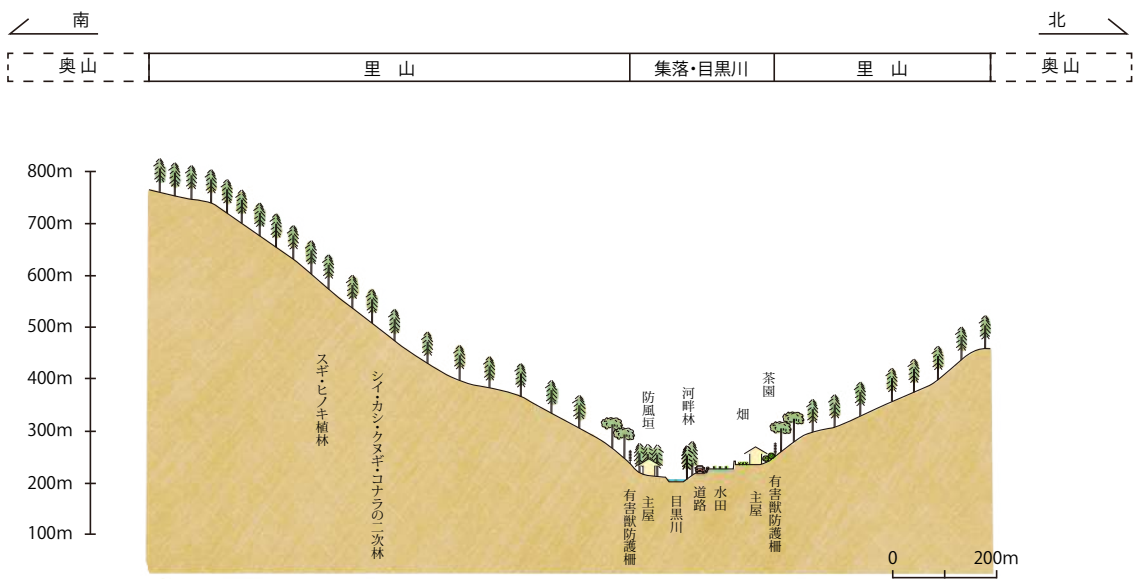 南
北
奥山
里　山
集落・目黒川
里　山
奥山
800m
700m
600m
500m
400m
300m
200m
100m
スギ・ヒノキ植林
シイ・カシ・クヌギ・コナラの二次林
防風垣
河畔林
畑
茶園
有害獣防護柵
主屋
目黒川
道路
水田
主屋
有害獣防護柵
0
200m